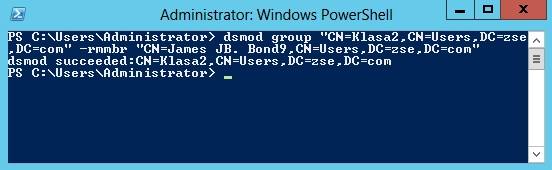 Administrator: Windows PowerShell
PS C:\Users\Administrator> dsmod group "CN=Klasa2,CN=Users,DC=zse
,DC=com" -rmmbr "CN=James JB. Bond9,CN=Users,DC=zse,DC=com"
dsmod succeeded:CN=Klasa2,CN=Users,DC=zse,DC=com
PS C:\Users\Administrator> _